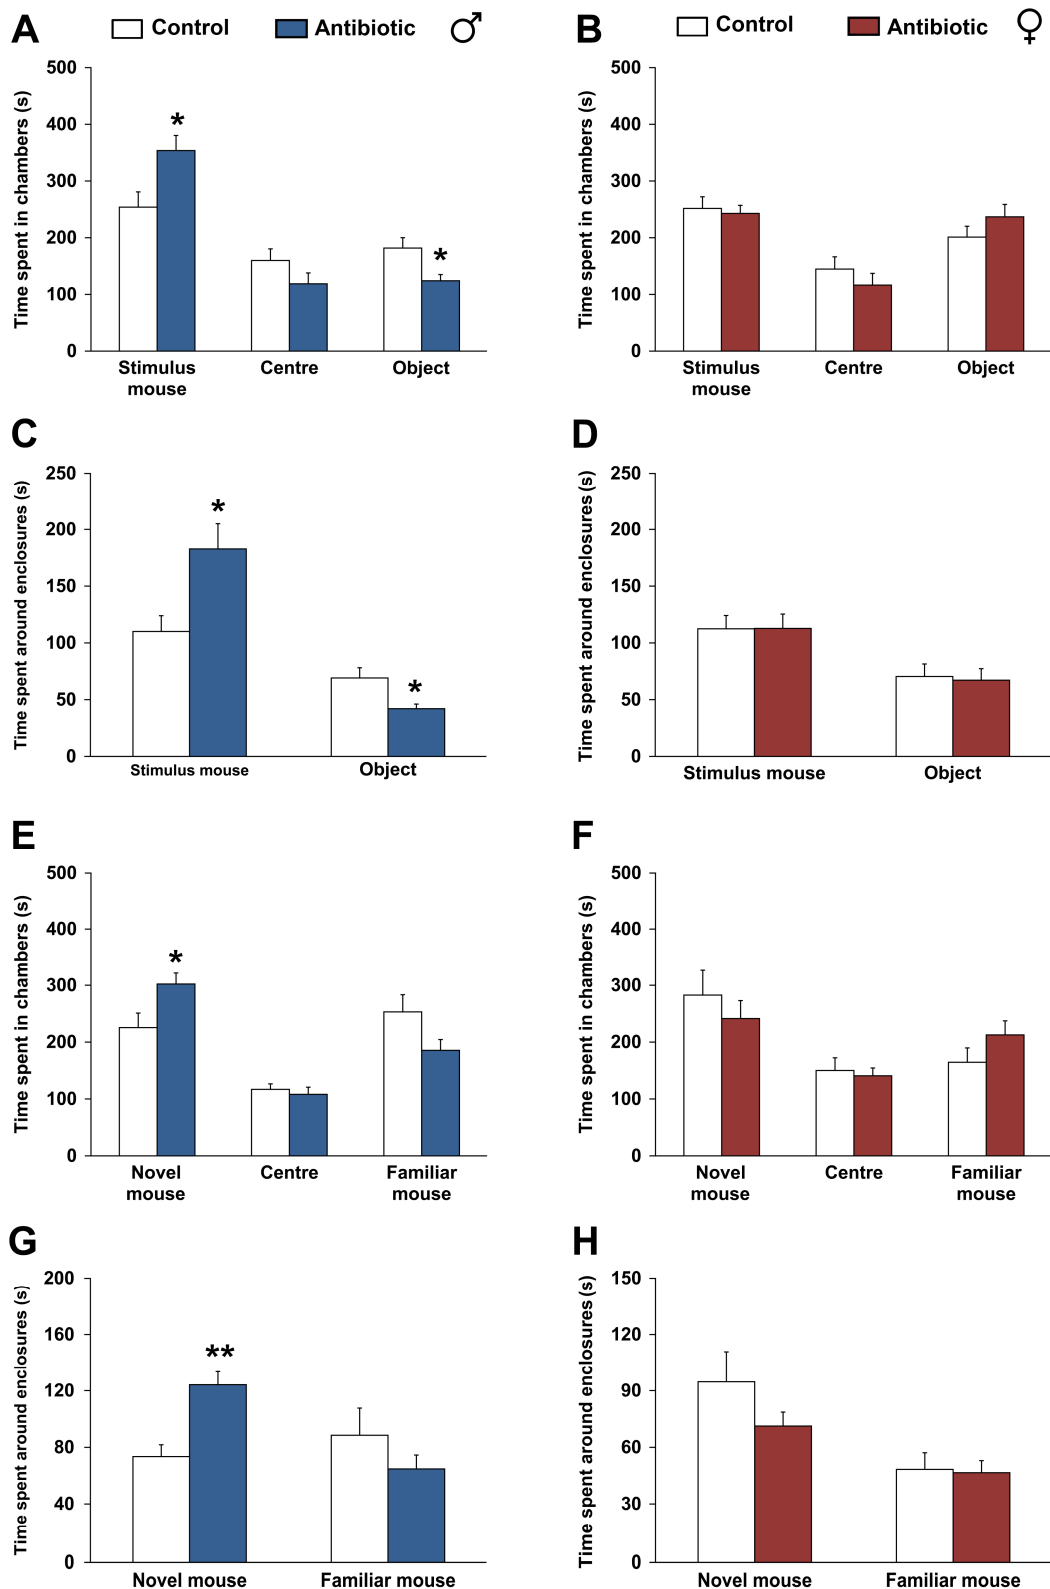 A
Control
Antibiotic
♂
B
Control
Antibiotic
♀
Time spent in chambers (s)
500
400
300
200
100
0
*
*
Stimulus
mouse
Centre
Object
Time spent in chambers (s)
500
400
300
200
100
0
Stimulus
mouse
Centre
Object
C
Time spent around enclosures (s)
250
200
150
100
50
0
*
*
Stimulus mouse
Object
D
Time spent around enclosures (s)
250
200
150
100
50
0
Stimulus mouse
Object
E
Time spent in chambers (s)
500
400
300
200
100
0
*
Novel
mouse
Centre
Familiar
mouse
F
Time spent in chambers (s)
500
400
300
200
100
0
Novel
mouse
Centre
Familiar
mouse
G
Time spent around enclosures (s)
200
160
120
80
40
0
**
Novel mouse
Familiar mouse
H
Time spent around enclosures (s)
150
120
90
60
30
0
Novel mouse
Familiar mouse